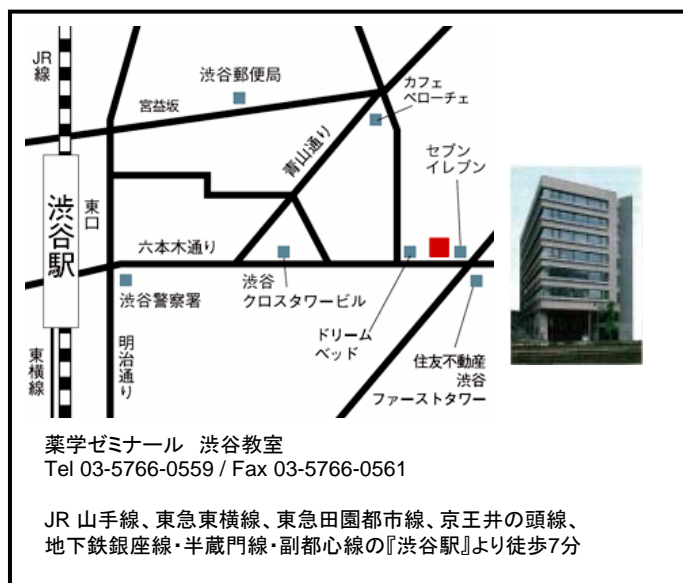 JR
線
渋谷郵便局
宮益坂
カフェ
ベローチェ
青山通り
セブン
イレブン
渋谷駅
東口
六本木通り
渋谷警察署
渋谷
クロスタワービル
ドリーム
ベッド
住友不動産
渋谷
ファーストタワー
明治通り
東横線
薬学ゼミナール　渋谷教室
Tel 03-5766-0559 / Fax 03-5766-0561
JR 山手線、東急東横線、東急田園都市線、京王井の頭線、
地下鉄銀座線・半蔵門線・副都心線の『渋谷駅』より徒歩7分